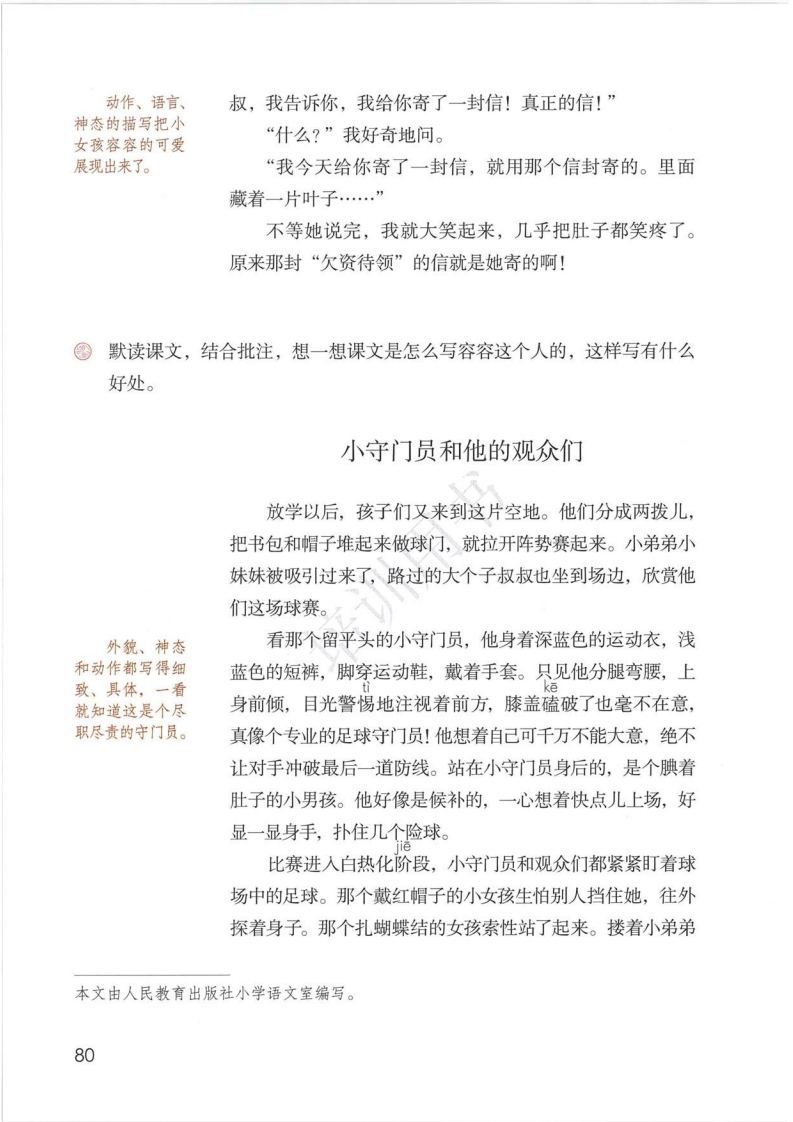 动作、语言、
神态的描写把小
女孩容容的可爱
展现出来了。
叔，我告诉你，我给你寄了一封信！真正的信！”
“什么？”我好奇地问。
“我今天给你寄了一封信，就用那个信封寄的。里面
藏着一片叶子……”
不等她说完，我就大笑起来，几乎把肚子都笑疼了。
原来那封“欠资待领”的信就是她寄的啊！
默读课文，结合批注，想一想课文是怎么写容容这个人的，这样写有什么
好处。
小守门员和他的观众们
放学以后，孩子们又来到这片空地。他们分成两拨儿，
把书包和帽子堆起来做球门，就拉开阵势赛起来。小弟弟小
妹妹被吸引过来了，路过的大个子叔叔也坐到场边，欣赏他
们这场球赛。
外貌、神态
和动作都写得细
致、具体，一看
就知道这是个尽
职尽责的守门员。
看那个留平头的小守门员，他身着深蓝色的运动衣，浅
蓝色的短裤，脚穿运动鞋，戴着手套。只见他分腿弯腰，上
tì kē
身前倾，目光警惕地注视着前方，膝盖磕破了也毫不在意，
真像个专业的足球守门员！他想着自己可千万不能大意，绝不
让对手冲破最后一道防线。站在小守门员身后的，是个腆着
肚子的小男孩。他好像是候补的，一心想着快点儿上场，好
显一显身手，扑住几个险球。
jiē
比赛进入白热化阶段，小守门员和观众们都紧紧盯着球
场中的足球。那个戴红帽子的小女孩生怕别人挡住她，往外
探着身子。那个扎蝴蝶结的女孩索性站了起来。搂着小弟弟
本文由人民教育出版社小学语文室编写。
80
培训用书